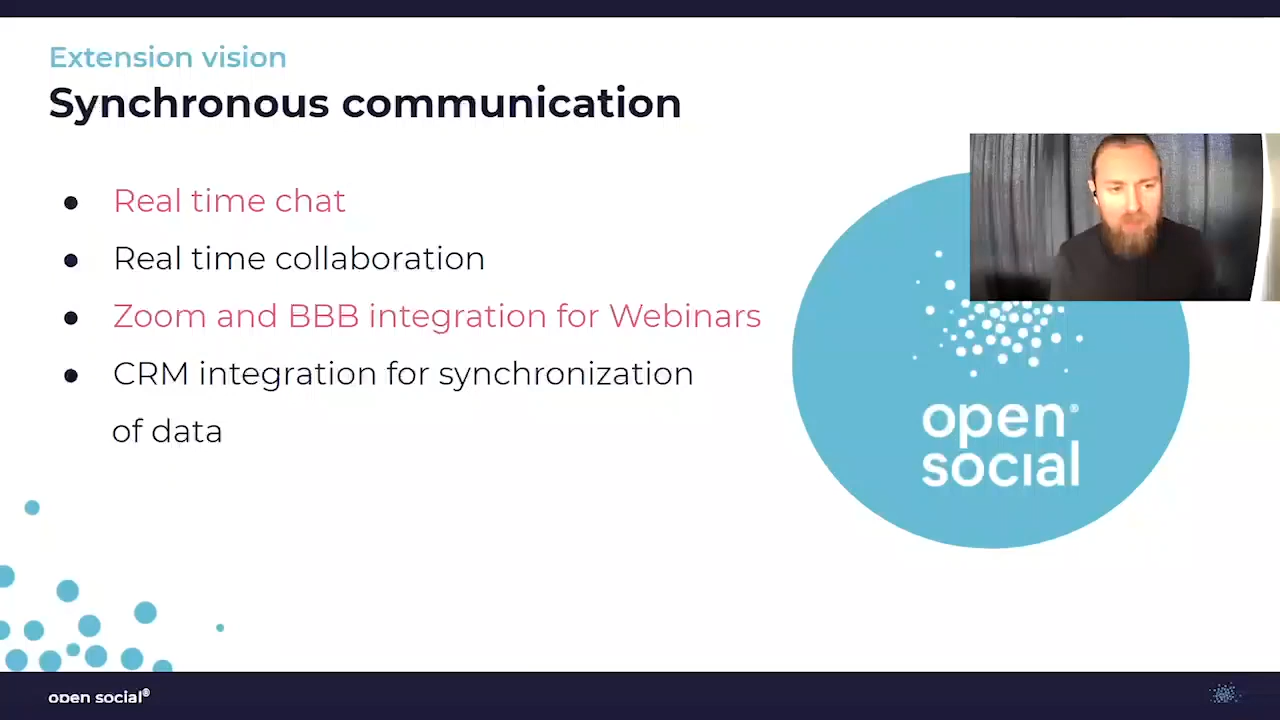 Extension vision
Synchronous communication
● Real time chat
● Real time collaboration
● Zoom and BBB integration for Webinars
● CRM integration for synchronization
of data
open®
social
open social®